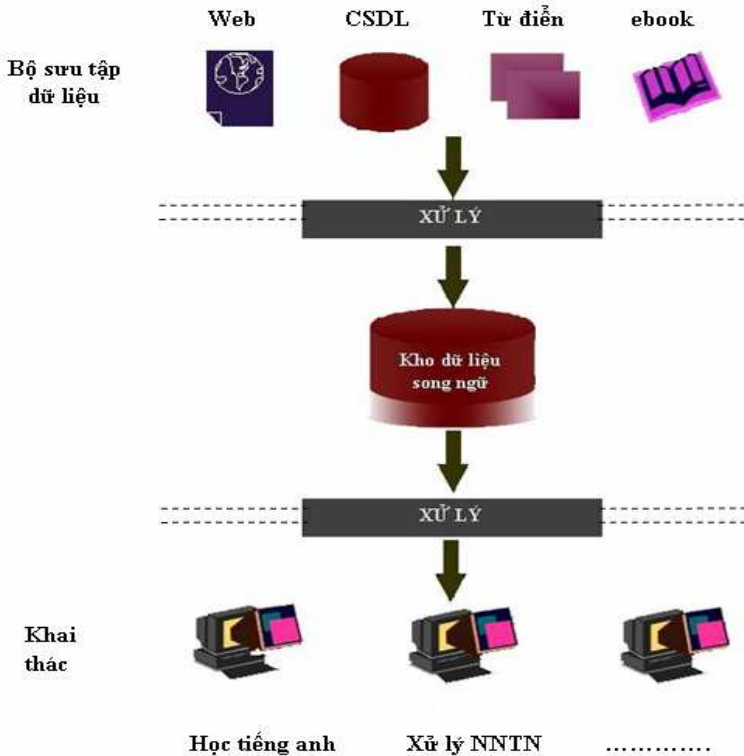 Web CSDL Từ điển ebook
Bộ sưu tập
dữ liệu
XỬ LÝ
Kho dữ liệu
song ngữ
XỬ LÝ
Khai
thác
Học tiếng anh Xử lý NNTN ………….